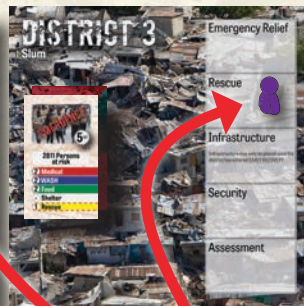 DISTRICT 3
Slum
Emergency Relief
Rescue
5+
2011 Persons
at risk
2 Medical
2 WASH
2 Food
- Shelter
1 Rescue
Infrastructure
Security
Assessment